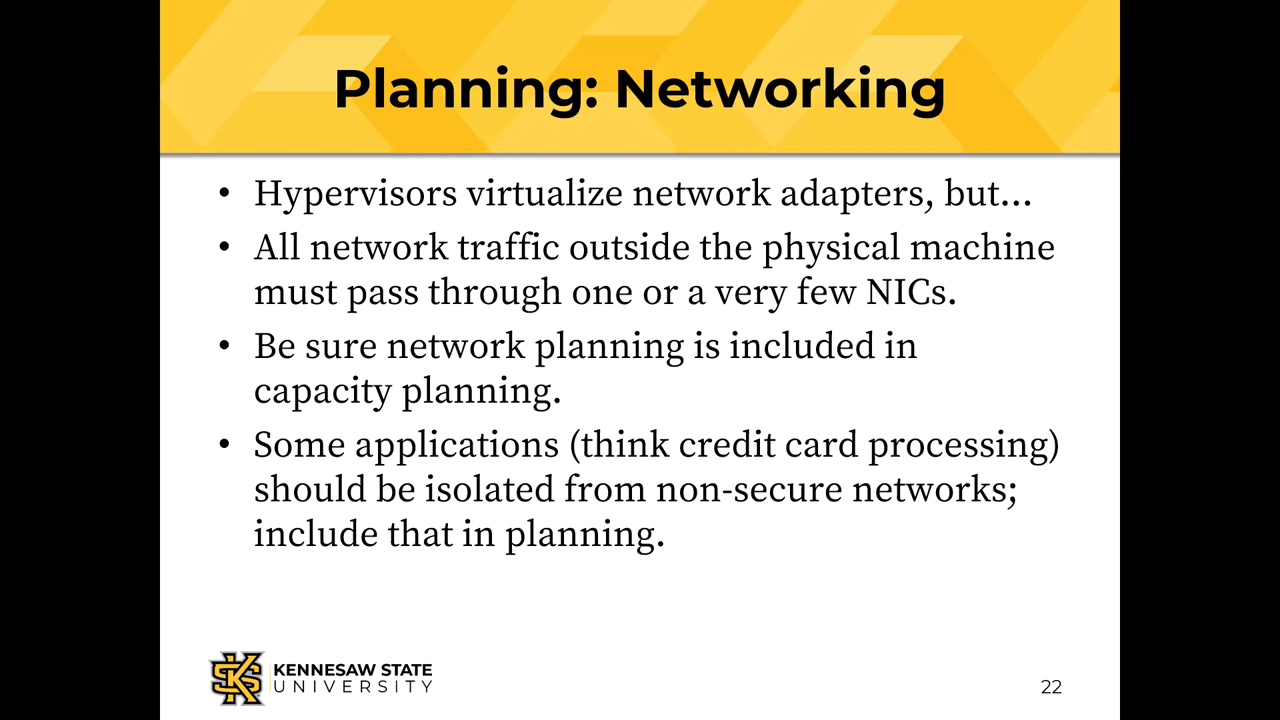 Planning: Networking
• Hypervisors virtualize network adapters, but…
• All network traffic outside the physical machine
must pass through one or a very few NICs.
• Be sure network planning is included in
capacity planning.
• Some applications (think credit card processing)
should be isolated from non-secure networks;
include that in planning.
KENNESAW STATE
UNIVERSITY
22